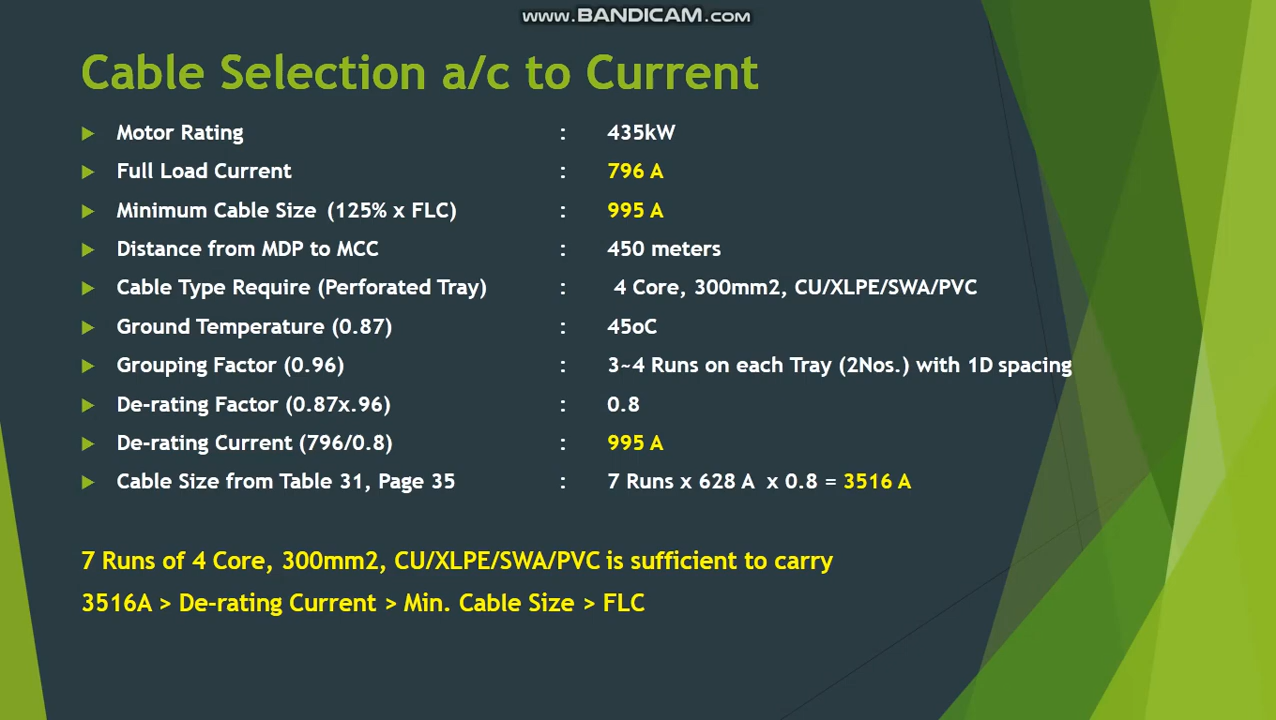 www.BANDICAM.com
Cable Selection a/c to Current
Motor Rating : 435kW
Full Load Current : 796 A
Minimum Cable Size (125% x FLC) : 995 A
Distance from MDP to MCC : 450 meters
Cable Type Require (Perforated Tray) : 4 Core, 300mm2, CU/XLPE/SWA/PVC
Ground Temperature (0.87) : 45oC
Grouping Factor (0.96) : 3~4 Runs on each Tray (2Nos.) with 1D spacing
De-rating Factor (0.87x.96) : 0.8
De-rating Current (796/0.8) : 995 A
Cable Size from Table 31, Page 35 : 7 Runs x 628 A x 0.8 = 3516 A
7 Runs of 4 Core, 300mm2, CU/XLPE/SWA/PVC is sufficient to carry
3516A > De-rating Current > Min. Cable Size > FLC